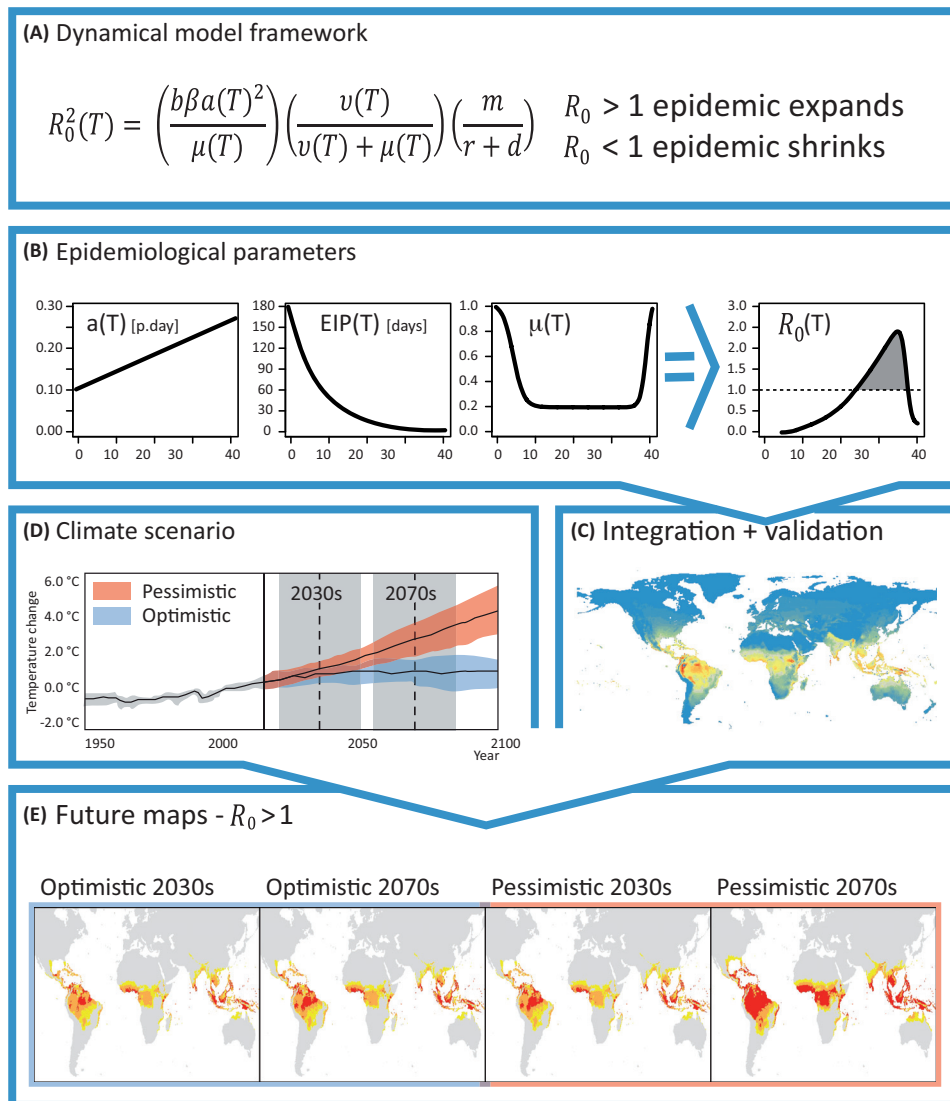 (A) Dynamical model framework
R₀²(T) = (bβa(T)² / μ(T)) (υ(T) / (υ(T) + μ(T))) (m / (r + d))
R₀ > 1 epidemic expands
R₀ < 1 epidemic shrinks
(B) Epidemiological parameters
0.30
0.20
0.10
0.00
a(T) [p.day]
0 10 20 30 40
180
150
120
90
60
30
0
EIP(T) [days]
0 10 20 30 40
1.0
0.8
0.6
0.4
0.2
μ(T)
0 10 20 30 40
=
3.0
2.5
2.0
1.5
1.0
0.5
0.0
R₀(T)
0 10 20 30 40
(D) Climate scenario
Temperature change
6.0 °C
4.0 °C
2.0 °C
0.0 °C
-2.0 °C
Pessimistic
Optimistic
2030s 2070s
1950 2000 2050 2100
Year
(C) Integration + validation
(E) Future maps - R₀ > 1
Optimistic 2030s Optimistic 2070s Pessimistic 2030s Pessimistic 2070s